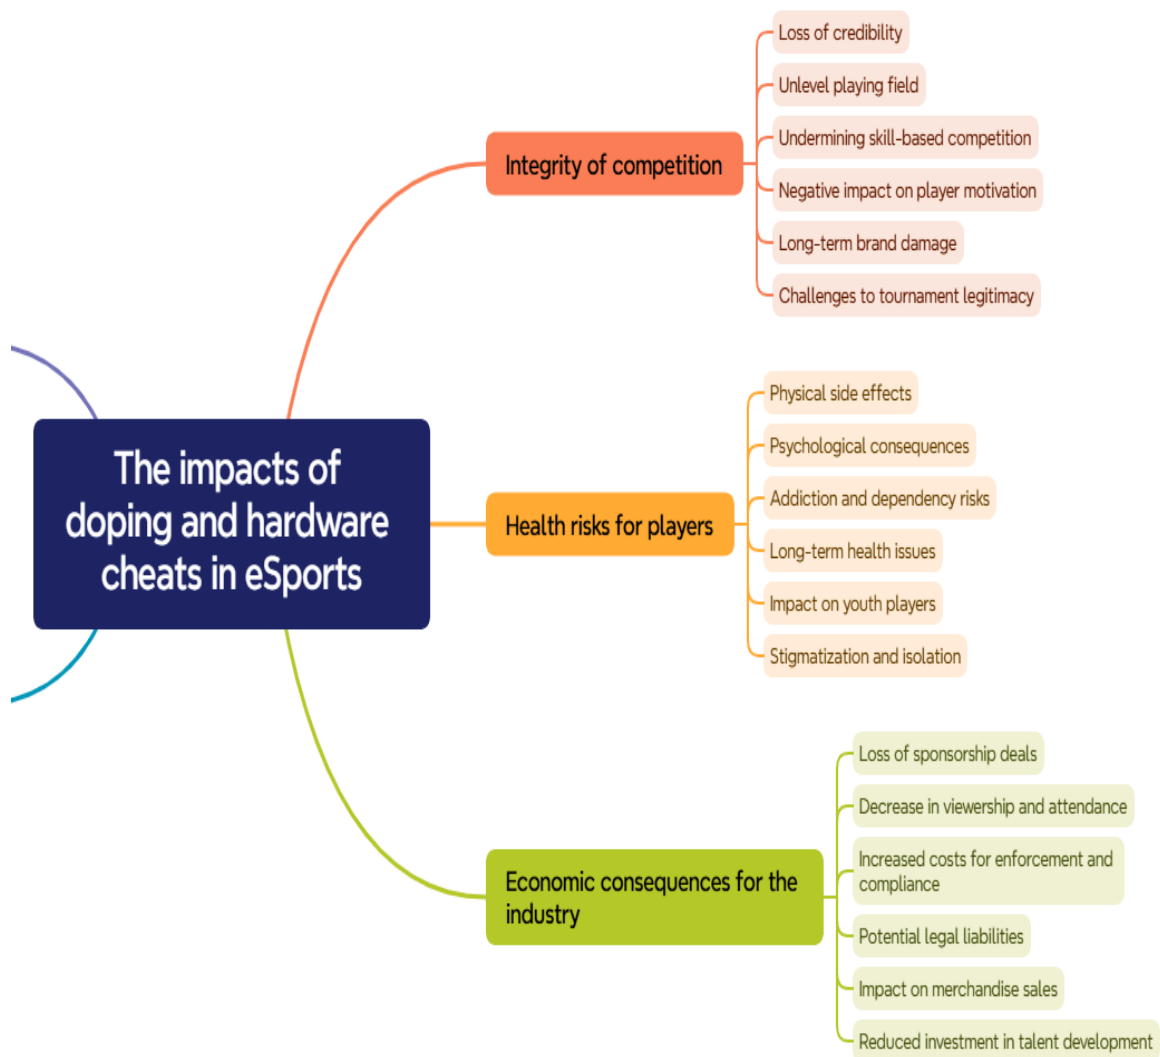 The impacts of
doping and hardware
cheats in eSports
Integrity of competition
Loss of credibility
Unlevel playing field
Undermining skill-based competition
Negative impact on player motivation
Long-term brand damage
Challenges to tournament legitimacy
Health risks for players
Physical side effects
Psychological consequences
Addiction and dependency risks
Long-term health issues
Impact on youth players
Stigmatization and isolation
Economic consequences for the
industry
Loss of sponsorship deals
Decrease in viewership and attendance
Increased costs for enforcement and
compliance
Potential legal liabilities
Impact on merchandise sales
Reduced investment in talent development